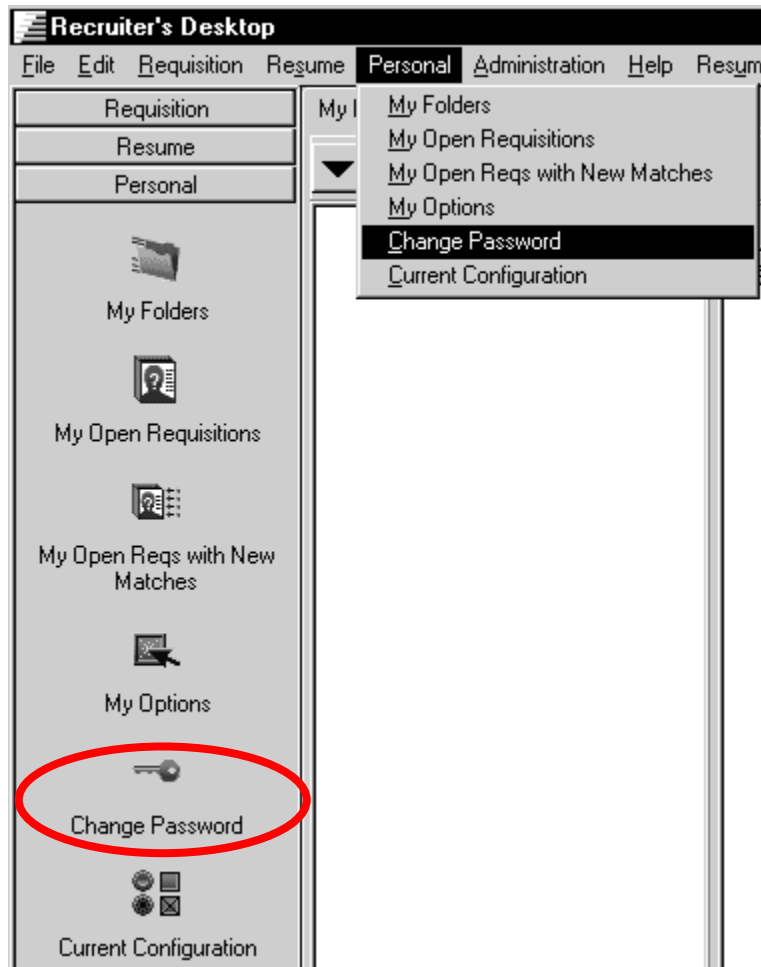 Recruiter's Desktop
File Edit Requisition Resume Personal Administration Help
Requisition
Resume
Personal
My Folders
My Open Requisitions
My Open Reqs with New
Matches
My Options
Change Password
Current Configuration
My
My Folders
My Open Requisitions
My Open Reqs with New Matches
My Options
Change Password
Current Configuration